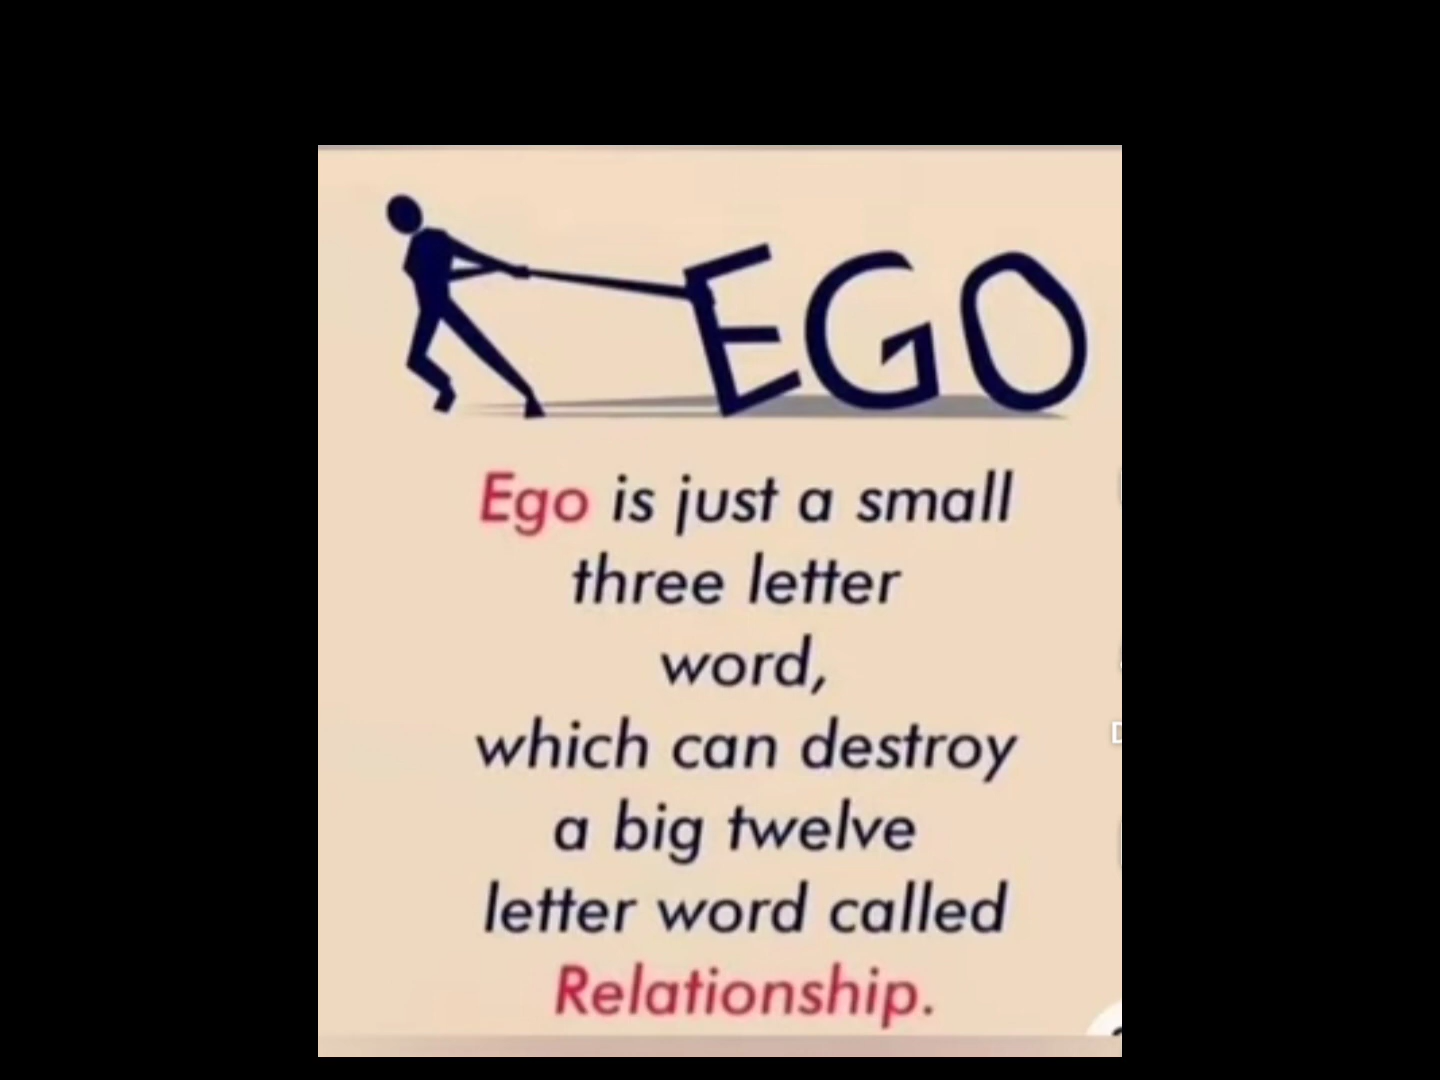 EGO
Ego is just a small
three letter
word,
which can destroy
a big twelve
letter word called
Relationship.